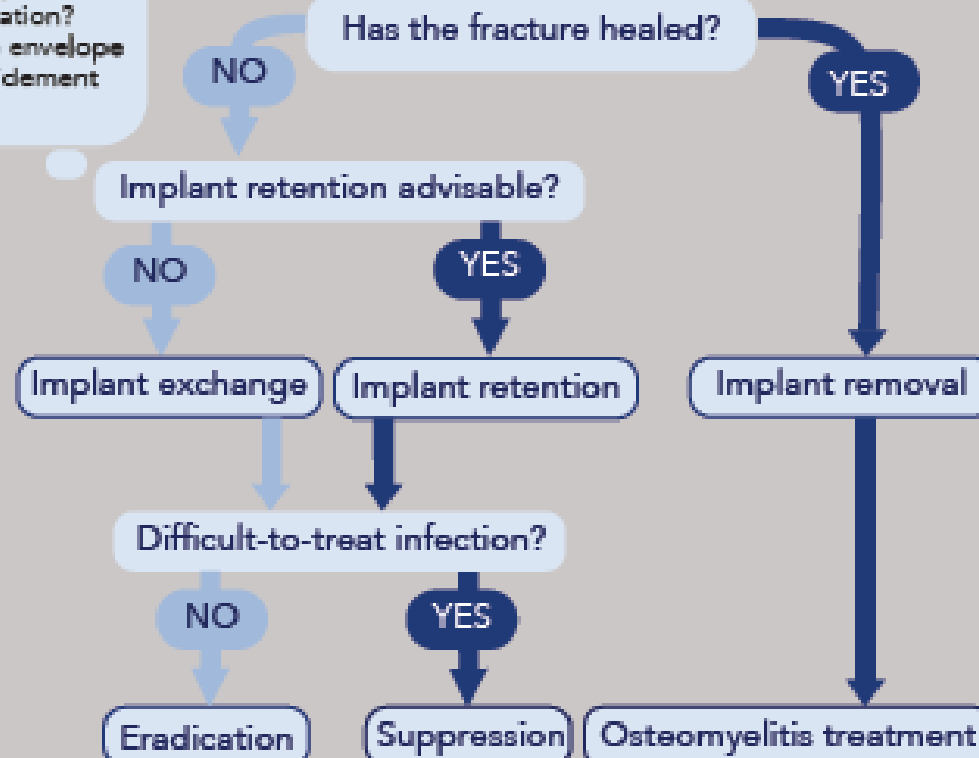 ation?
envelope
dement
Has the fracture healed?
NO
YES
Implant retention advisable?
NO
YES
Implant exchange
Implant retention
Implant removal
Difficult-to-treat infection?
NO
YES
Eradication
Suppression
Osteomyelitis treatment